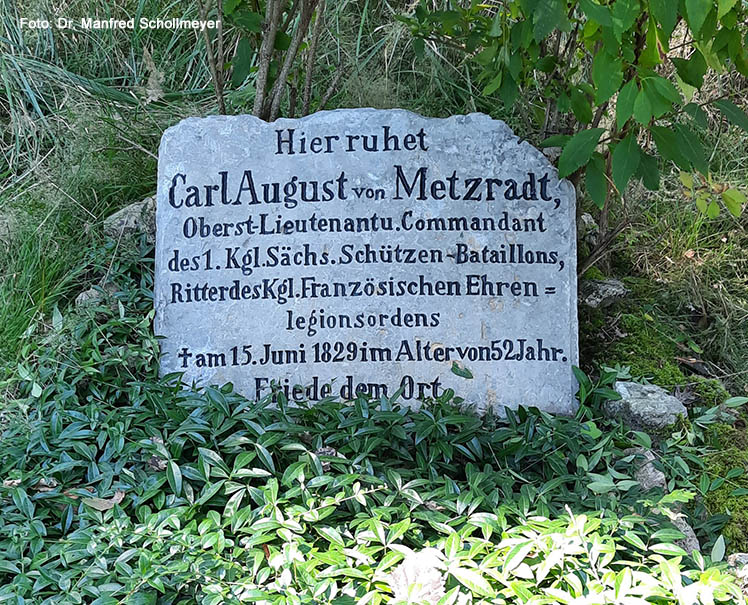 Foto: Dr. Manfred Schollmeyer
Hier ruhet
Carl August von Metzradt,
Oberst-Lieutenant u. Commandant
des 1. Kgl. Sächs. Schützen-Bataillons,
Ritter des Kgl. Französischen Ehren =
legionsordens
† am 15. Juni 1829 im Alter von 52 Jahr.
Friede dem Ort